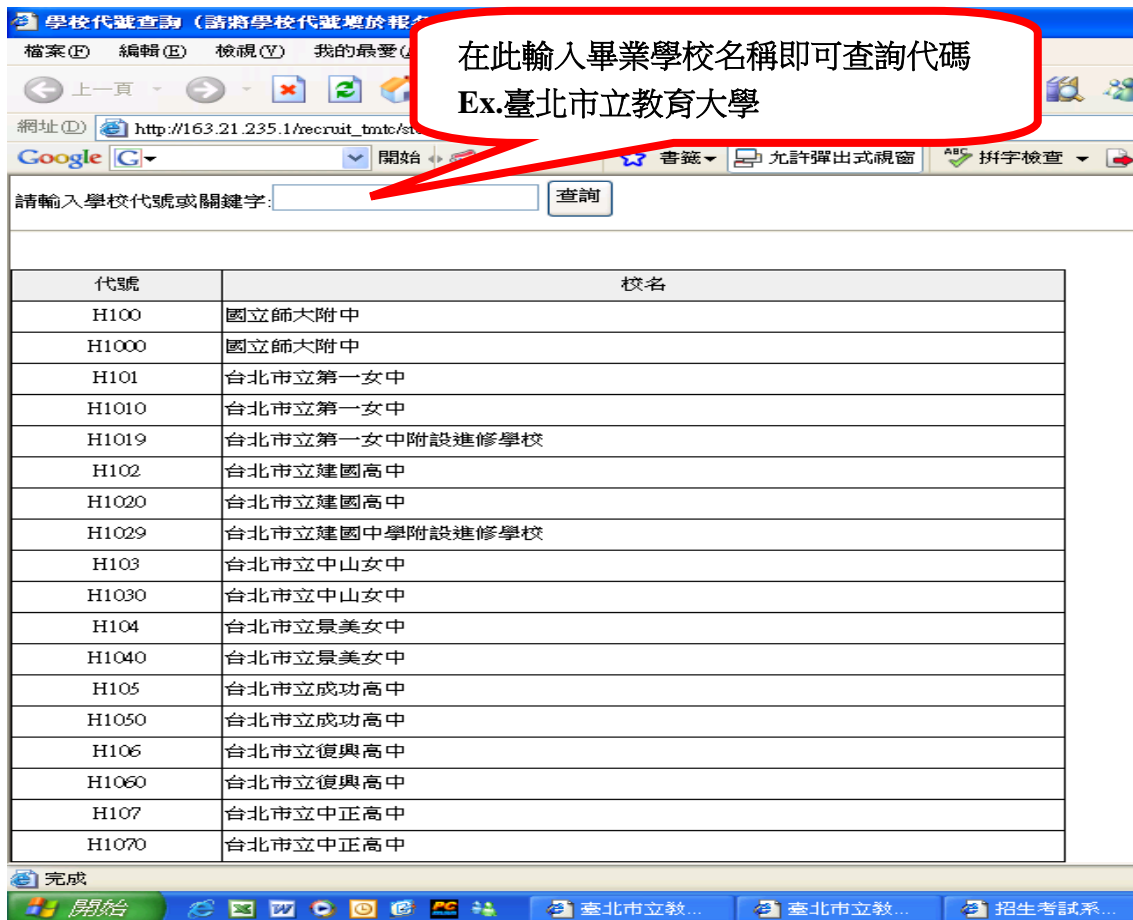 學校代號查詢（請將學校代號填於報名
檔案(F) 編輯(E) 檢視(V) 我的最愛(
在此輸入畢業學校名稱即可查詢代碼
Ex.臺北市立教育大學
上一頁
網址(D) http://163.21.235.1/recruit_tmtc/st
Google G 開始 書籤 允許彈出式視窗 ABC 拼字檢查
請輸入學校代號或關鍵字: 查詢
代號 校名
H100 國立師大附中
H1000 國立師大附中
H101 台北市立第一女中
H1010 台北市立第一女中
H1019 台北市立第一女中附設進修學校
H102 台北市立建國高中
H1020 台北市立建國高中
H1029 台北市立建國中學附設進修學校
H103 台北市立中山女中
H1030 台北市立中山女中
H104 台北市立景美女中
H1040 台北市立景美女中
H105 台北市立成功高中
H1050 台北市立成功高中
H106 台北市立復興高中
H1060 台北市立復興高中
H107 台北市立中正高中
H1070 台北市立中正高中
完成
開始 臺北市立教... 臺北市立教... 招生考試系...